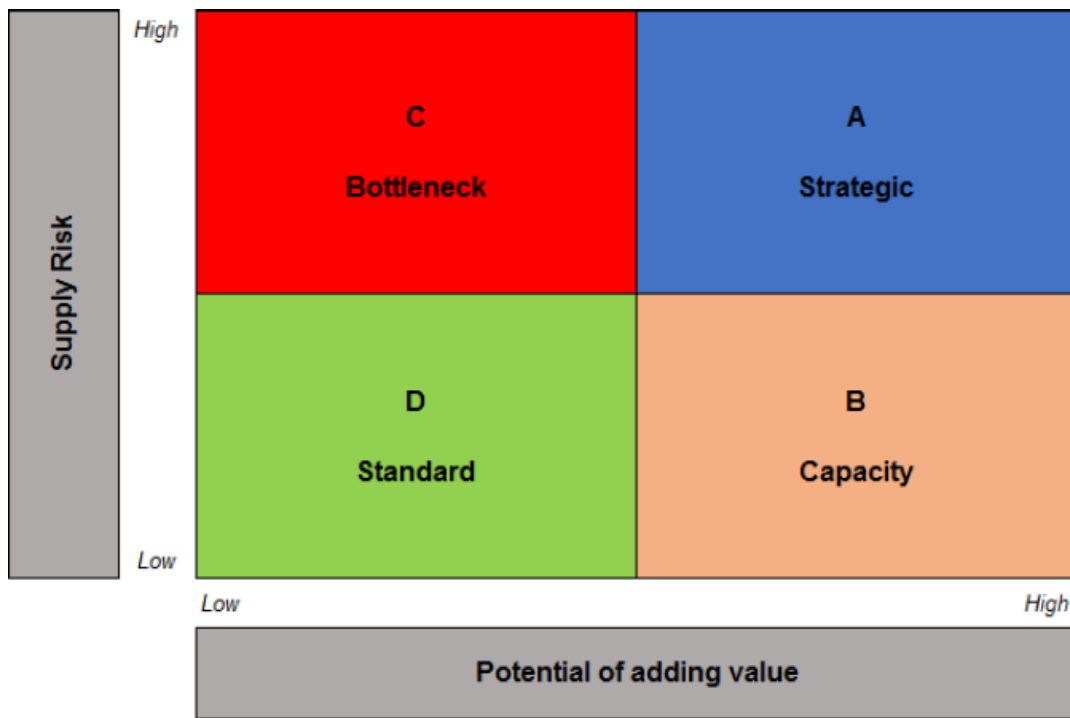 High
C
A
Bottleneck
Strategic
Supply Risk
D
B
Standard
Capacity
Low
Low
High
Potential of adding value